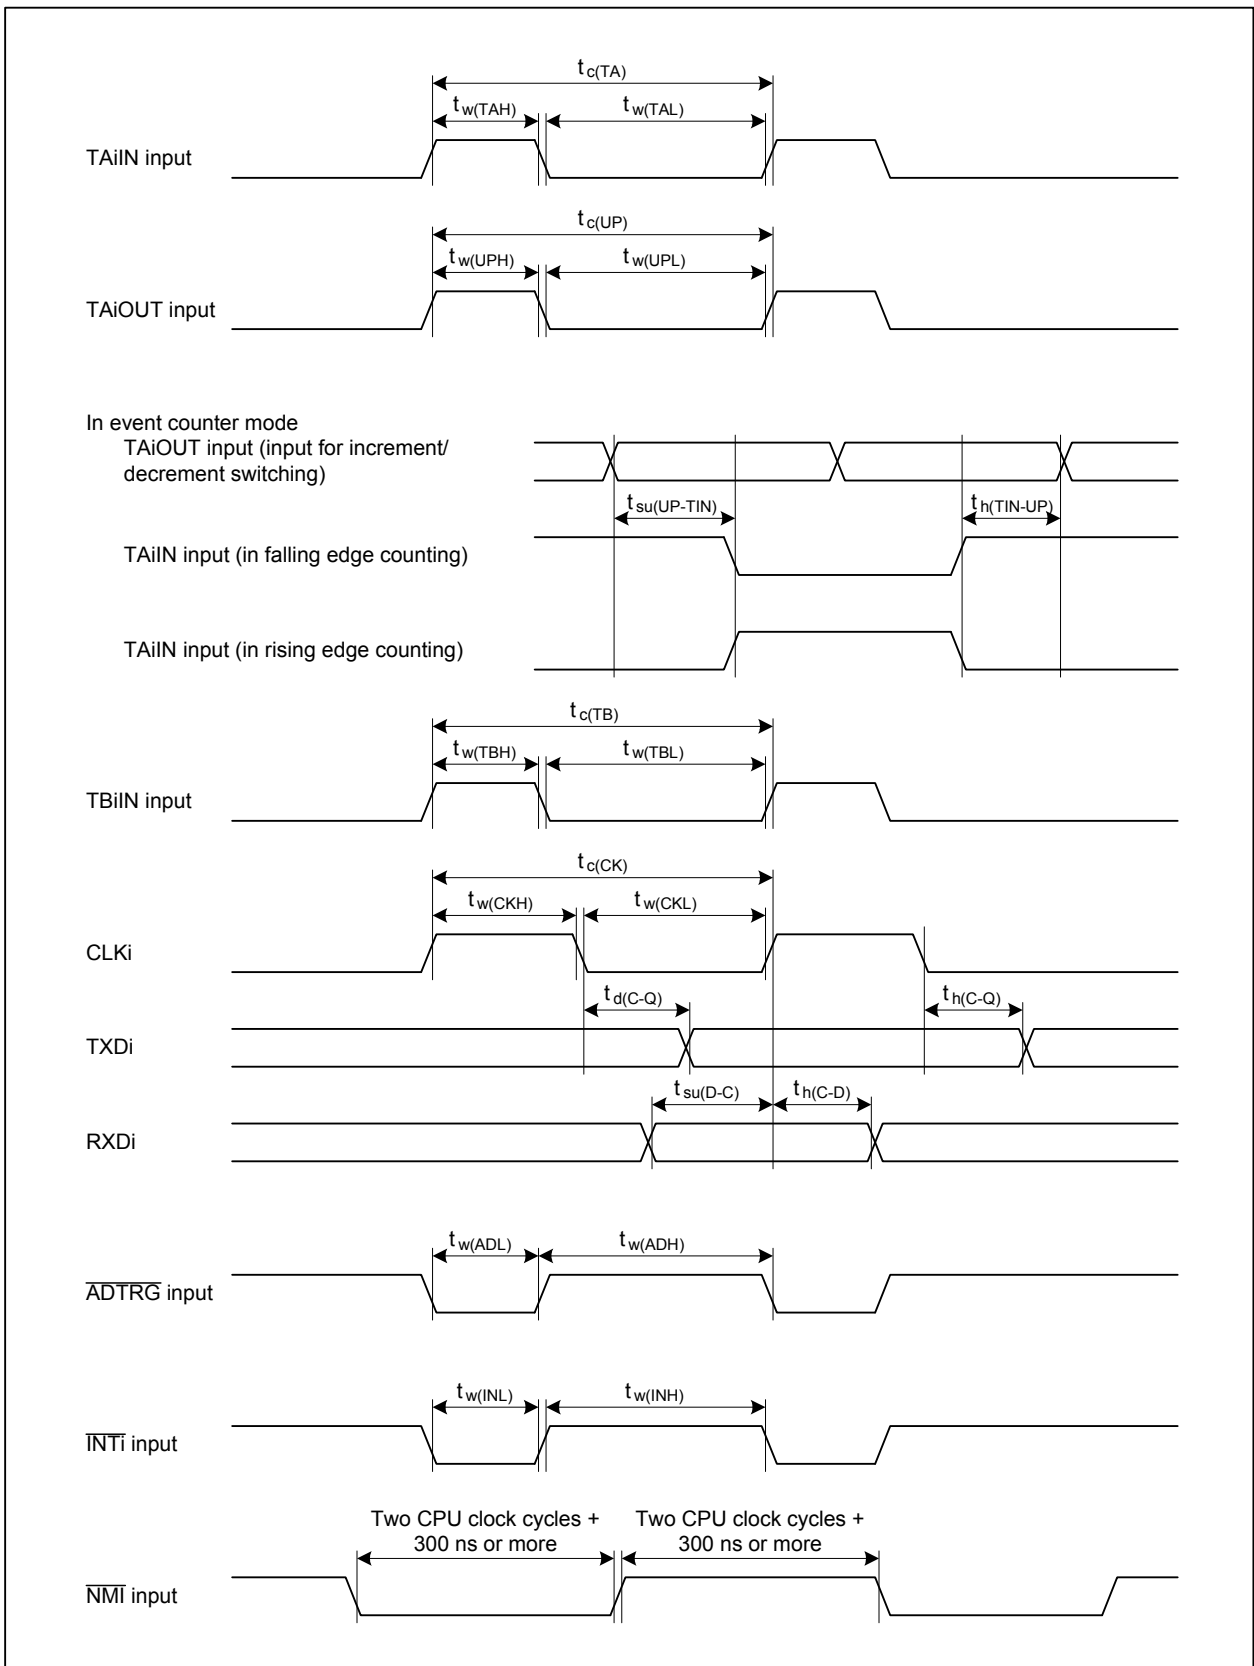 tc(TA)
tw(TAH)
tw(TAL)
TAiIN input
tc(UP)
tw(UPH)
tw(UPL)
TAiOUT input
In event counter mode
TAiOUT input (input for increment/
decrement switching)
tsu(UP-TIN)
th(TIN-UP)
TAiIN input (in falling edge counting)
TAiIN input (in rising edge counting)
tc(TB)
tw(TBH)
tw(TBL)
TBiIN input
tc(CK)
tw(CKH)
tw(CKL)
CLKi
td(C-Q)
th(C-Q)
TXDi
tsu(D-C)
th(C-D)
RXDi
tw(ADL)
tw(ADH)
ADTRG input
tw(INL)
tw(INH)
INTi input
Two CPU clock cycles +
300 ns or more
Two CPU clock cycles +
300 ns or more
NMI input